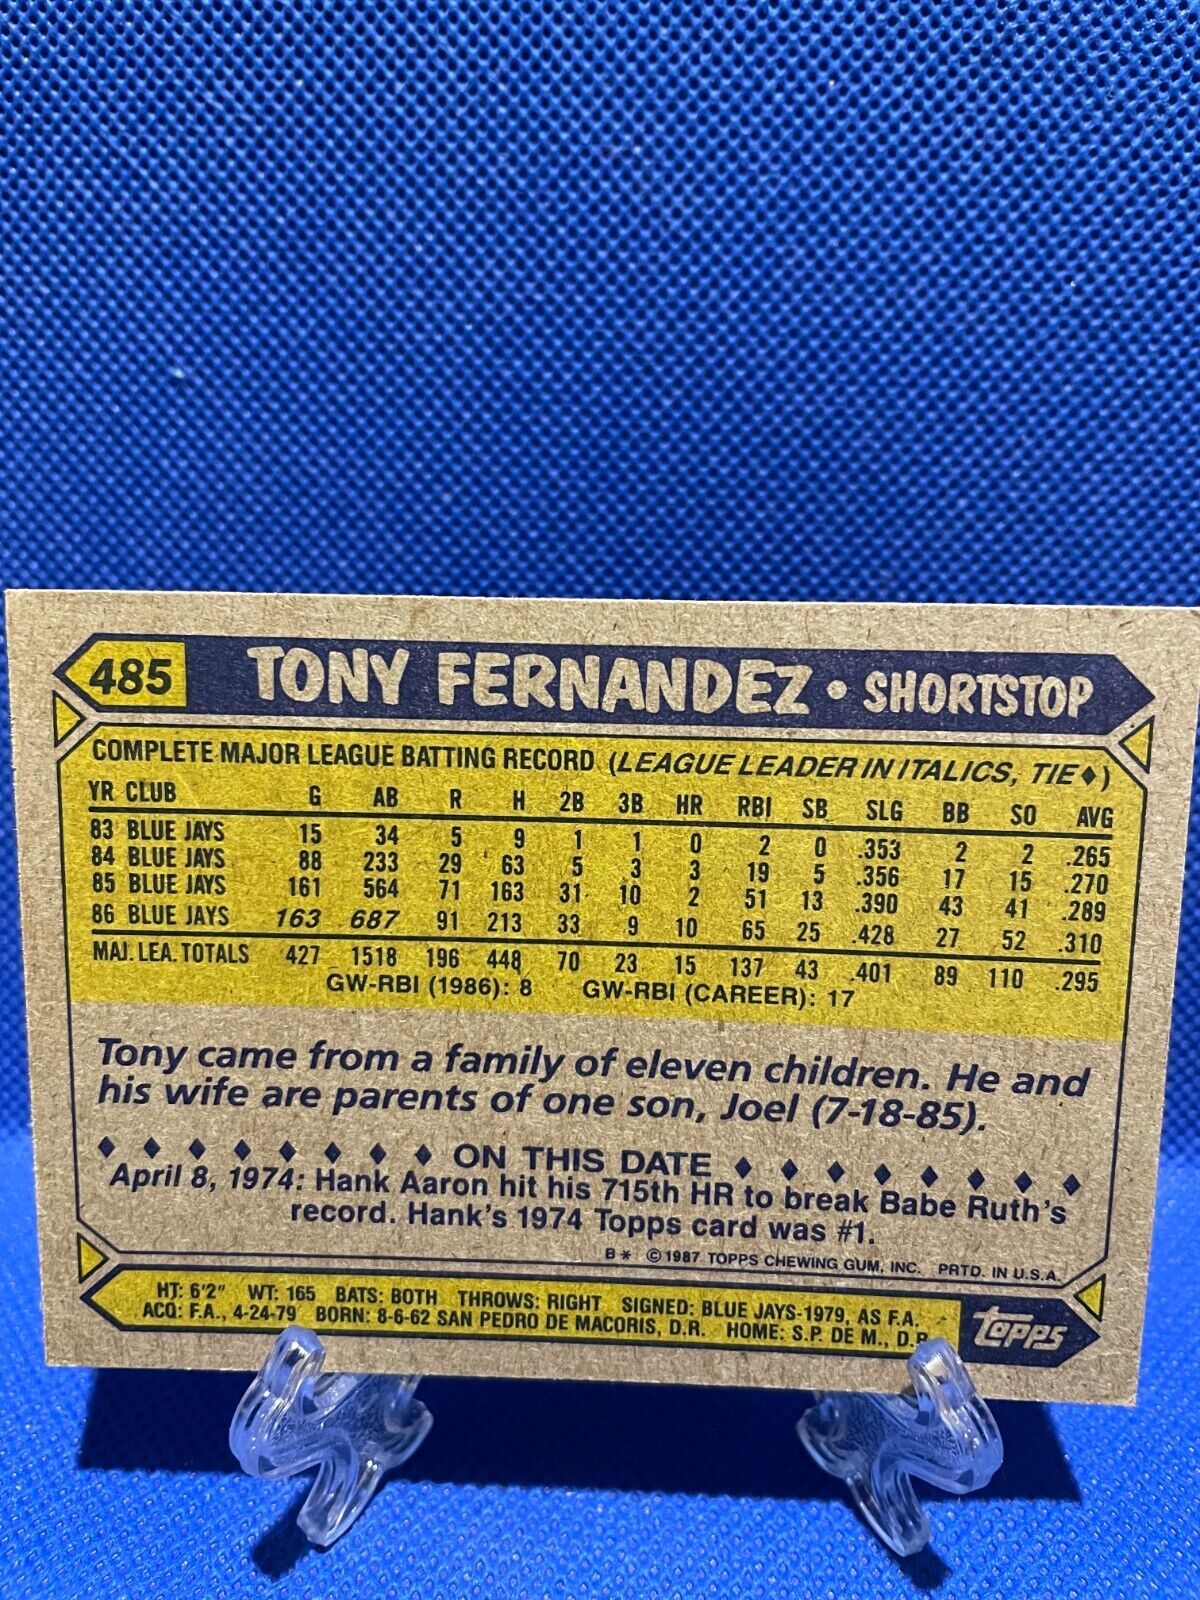 485 TONY FERNANDEZ • SHORTSTOP
COMPLETE MAJOR LEAGUE BATTING RECORD (LEAGUE LEADER IN ITALICS, TIE♦)
YR CLUB G AB R H 2B 3B HR RBI SB SLG BB SO AVG
83 BLUE JAYS 15 34 5 9 1 1 0 2 0 .353 2 2 .265
84 BLUE JAYS 88 233 29 63 5 3 3 19 5 .356 17 15 .270
85 BLUE JAYS 161 564 71 163 31 10 2 51 13 .390 43 41 .289
86 BLUE JAYS 163 687 91 213 33 9 10 65 25 .428 27 52 .310
MAJ. LEA. TOTALS 427 1518 196 448 70 23 15 137 43 .401 89 110 .295
GW-RBI (1986): 8 GW-RBI (CAREER): 17
Tony came from a family of eleven children. He and
his wife are parents of one son, Joel (7-18-85).
♦ ♦ ♦ ♦ ♦ ♦ ♦ ♦ ON THIS DATE ♦ ♦ ♦ ♦ ♦ ♦ ♦ ♦
April 8, 1974: Hank Aaron hit his 715th HR to break Babe Ruth's
record. Hank's 1974 Topps card was #1.
B* © 1987 TOPPS CHEWING GUM, INC. PRTD. IN U.S.A.
HT: 6'2" WT: 165 BATS: BOTH THROWS: RIGHT SIGNED: BLUE JAYS-1979, AS F.A.
ACQ: F.A., 4-24-79 BORN: 8-6-62 SAN PEDRO DE MACORIS, D.R. HOME: S.P. DE M., D.R
topps